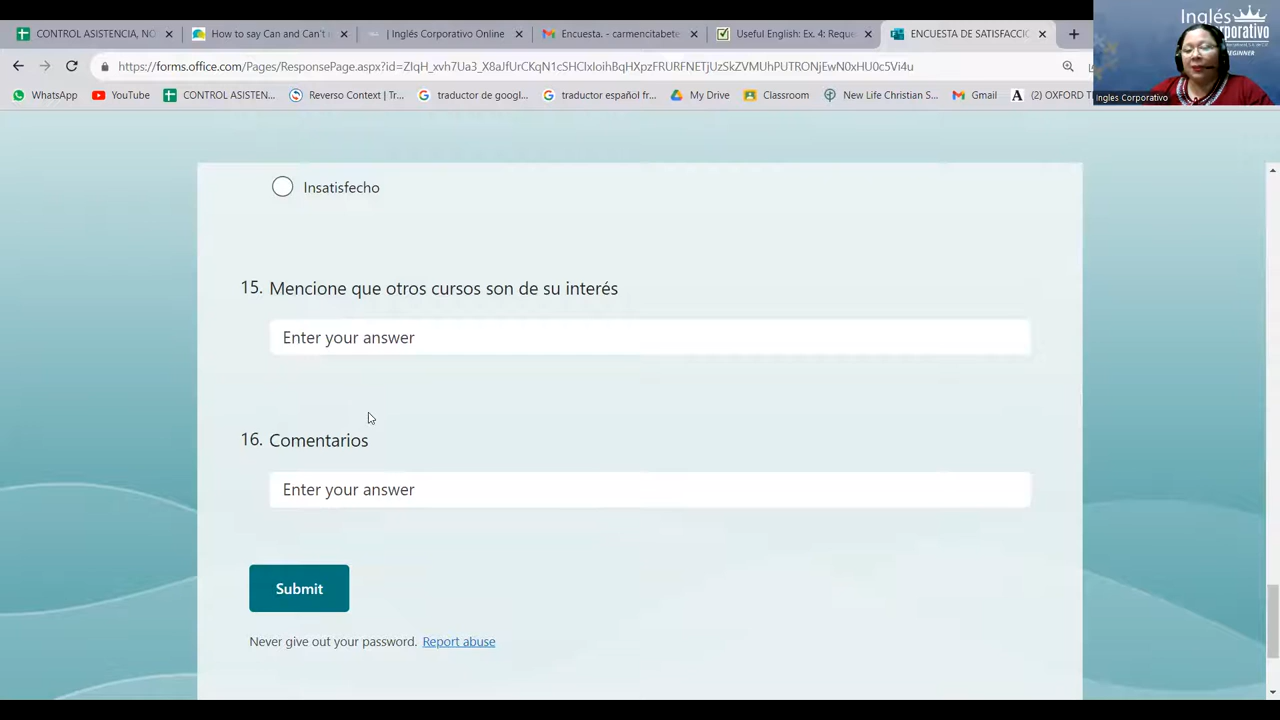 CONTROL ASISTENCIA, NO
How to say Can and Can't i
| Inglés Corporativo Online
Encuesta. - carmencitabete
Useful English: Ex. 4: Reque
ENCUESTA DE SATISFACCIÓ
https://forms.office.com/Pages/ResponsePage.aspx?id=
WhatsApp
YouTube
CONTROL ASISTEN...
Reverso Context | Tr...
traductor de googl...
traductor español fr...
My Drive
Classroom
New Life Christian S...
Gmail
(2) OXFORD
Inglés
orporativo
BEGINNER
Ingles Corporativo
Insatisfecho
15. Mencione que otros cursos son de su interés
Enter your answer
16. Comentarios
Enter your answer
Submit
Never give out your password. Report abuse